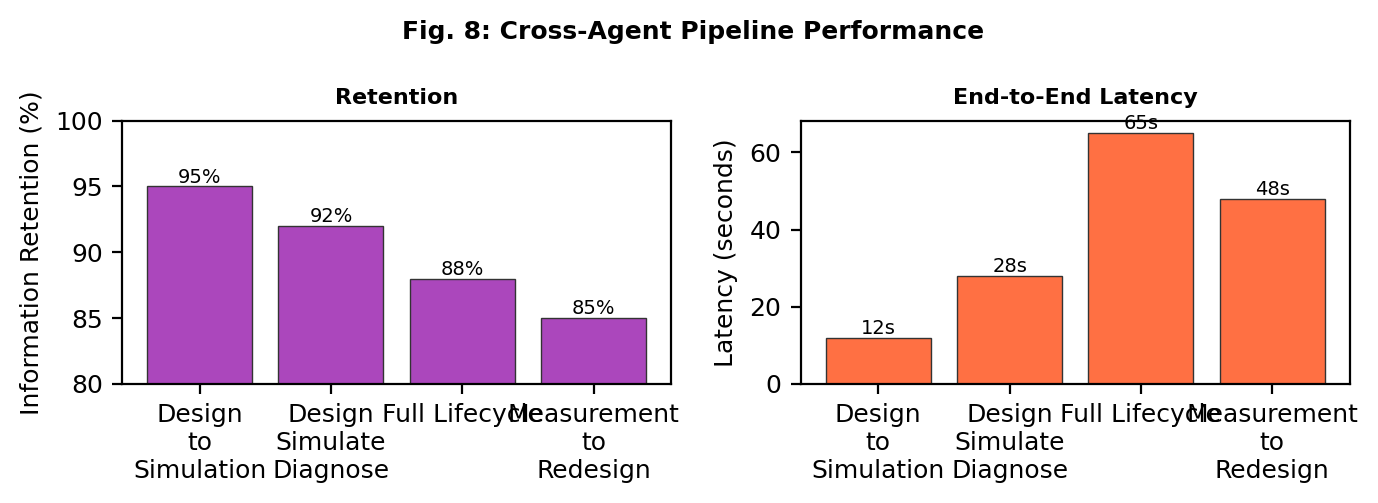 Fig. 8: Cross-Agent Pipeline Performance
Retention
Information Retention (%)
100
95
90
85
80
95%
92%
88%
85%
Design
to
Simulation
Design
Simulate
Diagnose
Full Lifecycle
Measurement
to
Redesign
End-to-End Latency
Latency (seconds)
60
40
20
0
12s
28s
65s
48s
Design
to
Simulation
Design
Simulate
Diagnose
Full Lifecycle
Measurement
to
Redesign